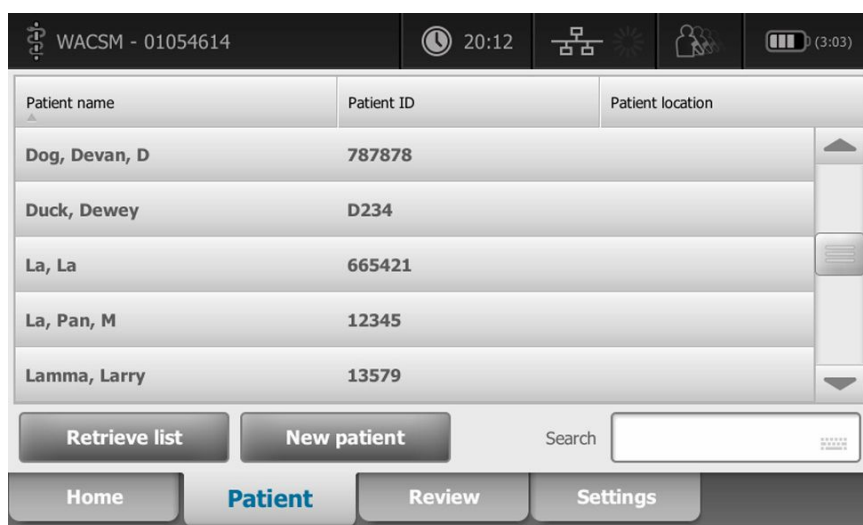 WACSM - 01054614 20:12 (3:03)
Patient name Patient ID Patient location
Dog, Devan, D 787878
Duck, Dewey D234
La, La 665421
La, Pan, M 12345
Lamma, Larry 13579
Retrieve list New patient Search
Home Patient Review Settings